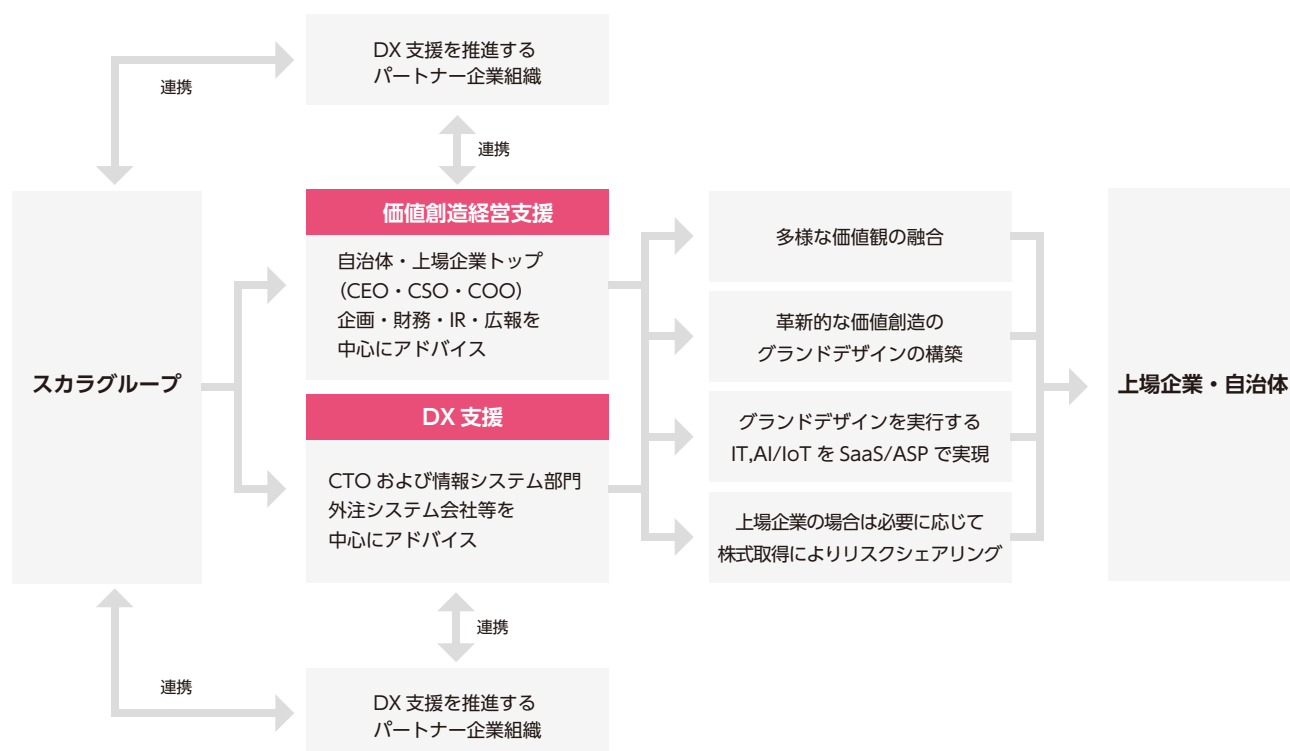 DX 支援を推進する
パートナー企業組織
連携
連携
スカラグループ
価値創造経営支援
自治体・上場企業トップ
（CEO・CSO・COO）
企画・財務・IR・広報を
中心にアドバイス
DX 支援
CTO および情報システム部門
外注システム会社等を
中心にアドバイス
多様な価値観の融合
革新的な価値創造の
グランドデザインの構築
グランドデザインを実行する
IT,AI/IoT を SaaS/ASP で実現
上場企業の場合は必要に応じて
株式取得によりリスクシェアリング
上場企業・自治体
連携
連携
DX 支援を推進する
パートナー企業組織